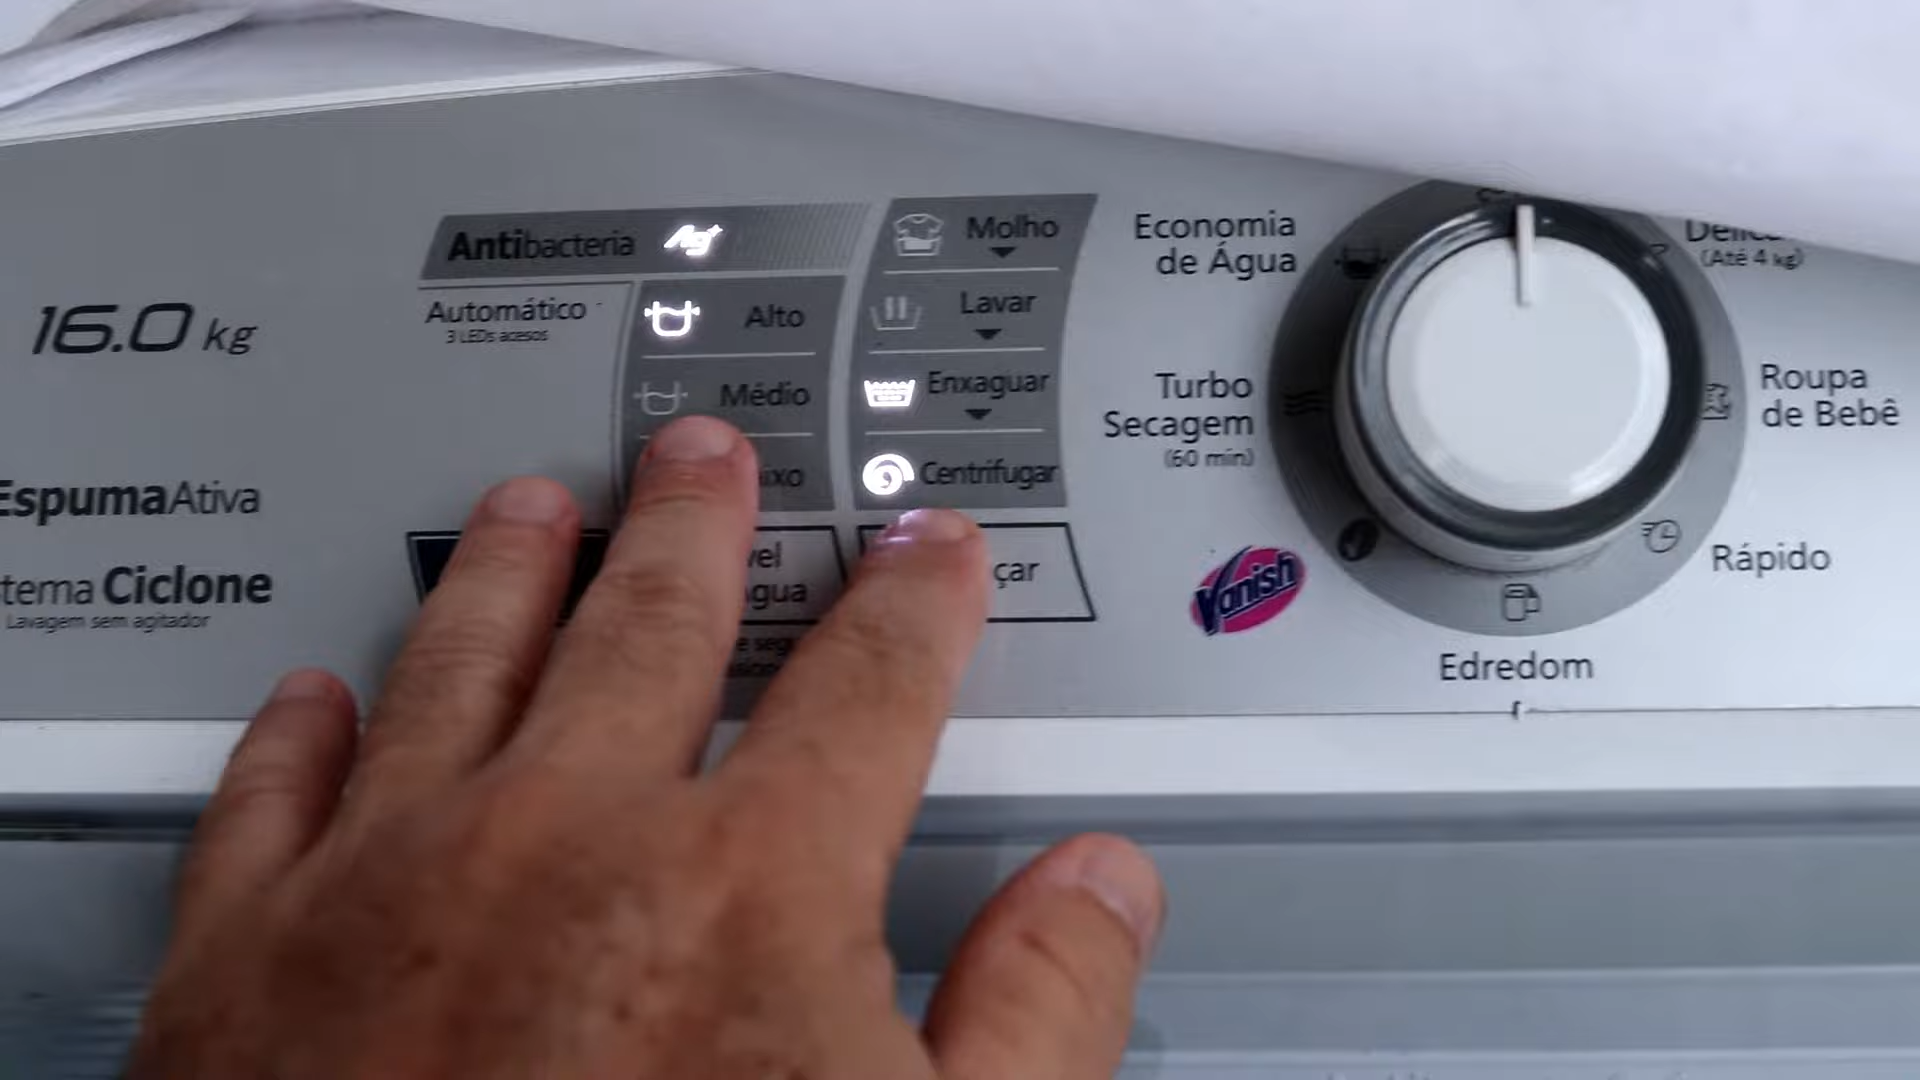 16.0 kg
EspumaAtiva
Ciclone
Lavagem sem agitador
Antibacteria Ag+
Automático
3 LEDs acesos
Alto
Médio
Molho
Lavar
Enxaguar
Centrifugar
Economia
de Água
Turbo
Secagem
(60 min)
Vanish
(Até 4 kg)
Roupa
de Bebê
Rápido
Edredom